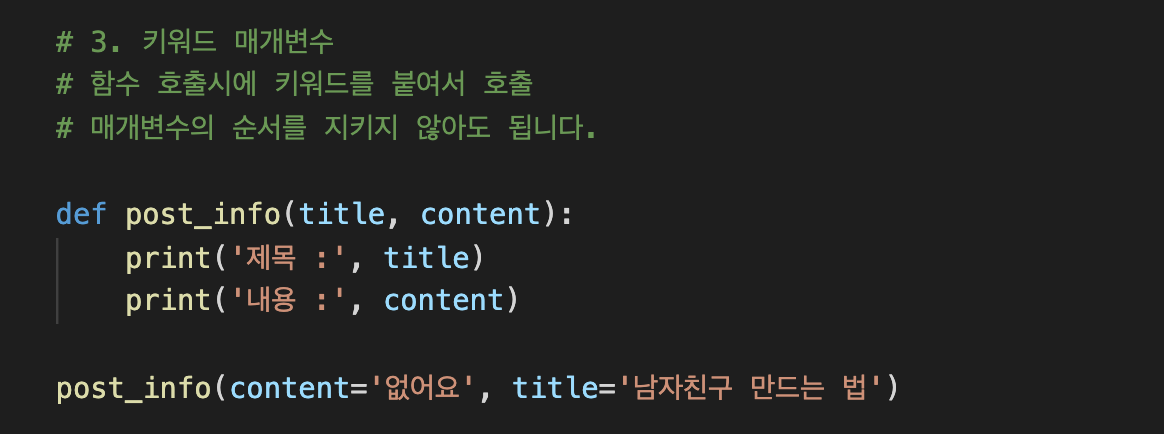 # 3. 키워드 매개변수
# 함수 호출시에 키워드를 붙여서 호출
# 매개변수의 순서를 지키지 않아도 됩니다.
def post_info(title, content):
    print('제목 :', title)
    print('내용 :', content)
post_info(content='없어요', title='남자친구 만드는 법')